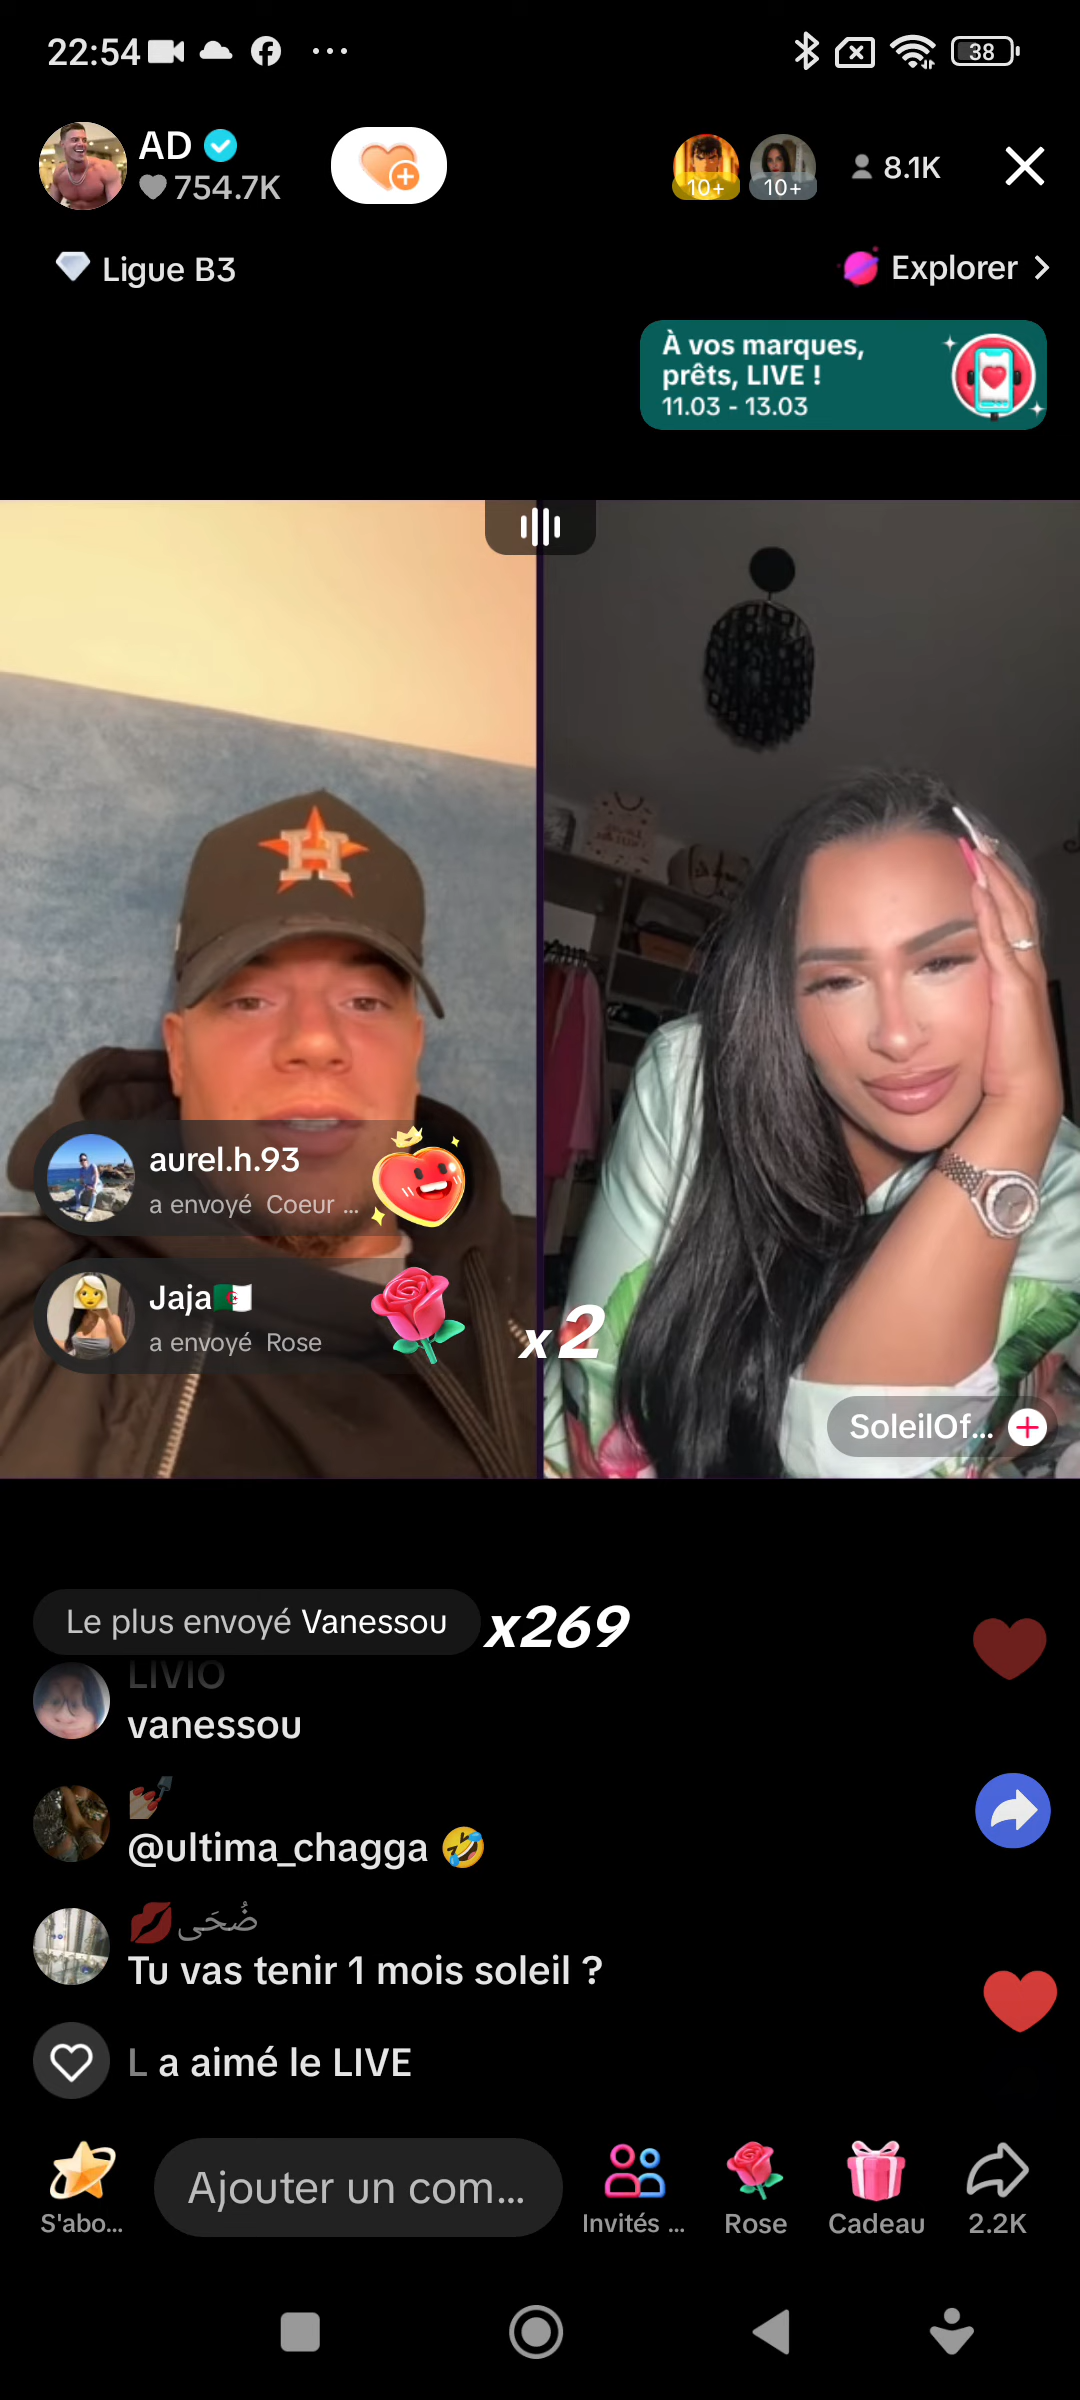 22:54
38
AD
754.7K
10+
10+
8.1K
Ligue B3
Explorer
À vos marques,
prêts, LIVE !
11.03 - 13.03
H
aurel.h.93
a envoyé Coeur ...
Jaja🇩🇿
a envoyé Rose
x2
SoleilOf...
Le plus envoyé Vanessou x269
LIVIO
vanessou
💅🏽
@ultima_chagga 🤣
💋ضُحَى
Tu vas tenir 1 mois soleil ?
L a aimé le LIVE
S'abo...
Ajouter un com...
Invités ...
Rose
Cadeau
2.2K